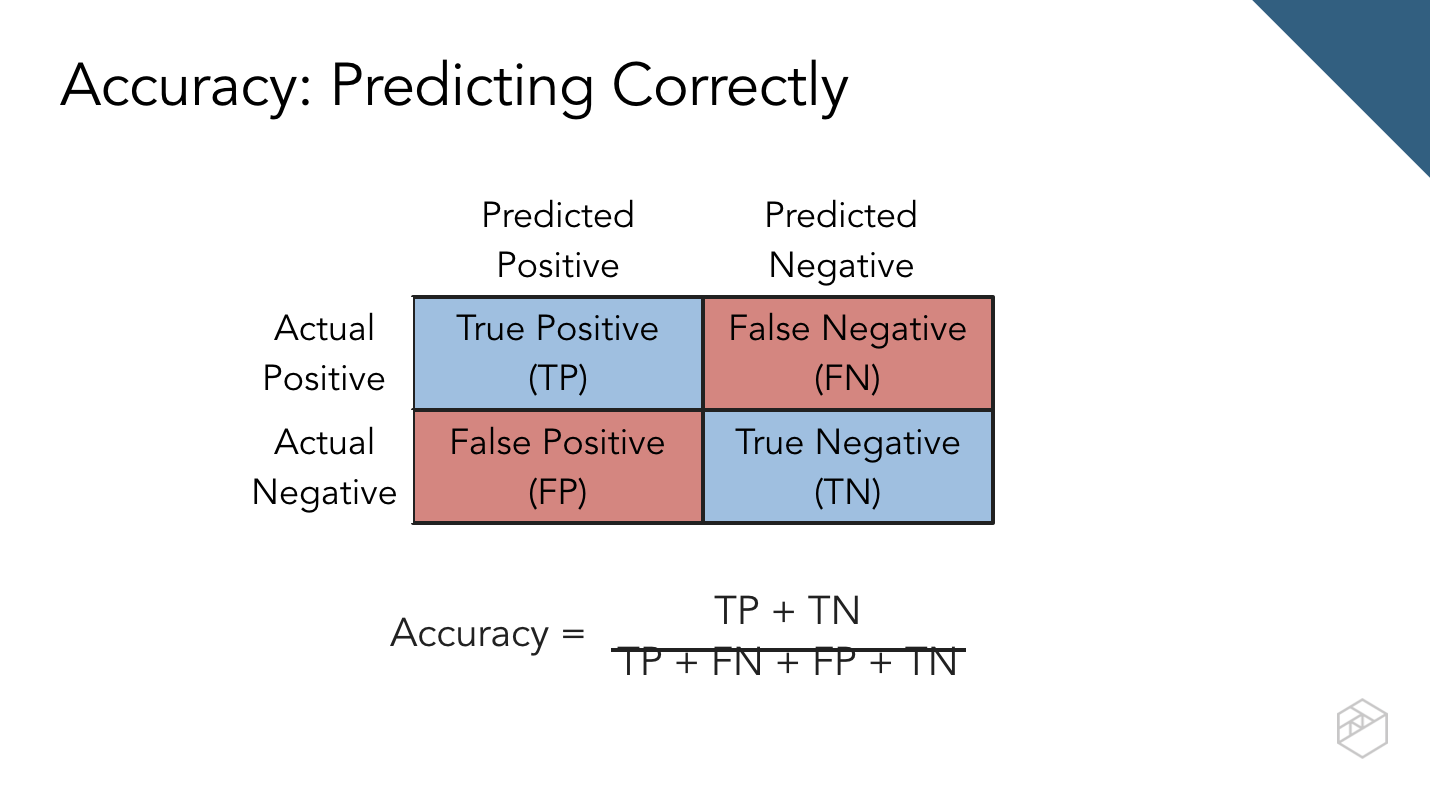 Accuracy: Predicting Correctly
Predicted Predicted
Positive Negative
Actual True Positive False Negative
Positive (TP) (FN)
Actual False Positive True Negative
Negative (FP) (TN)
TP + TN
Accuracy =
TP + FN + FP + TN